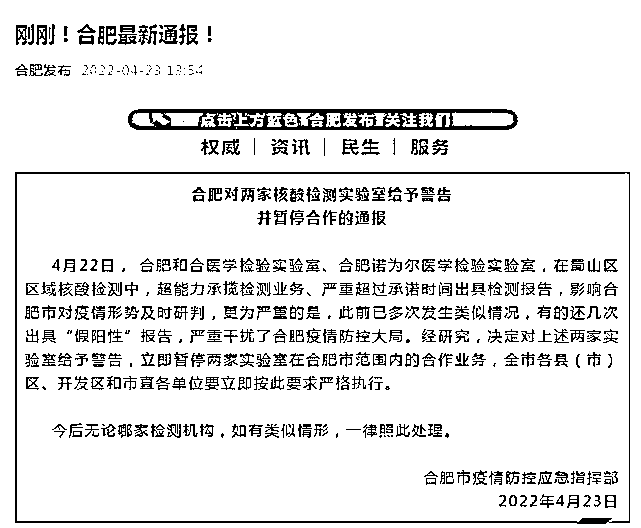 刚刚！合肥最新通报！
合肥发布 2022-04-23 13:54
点击上方蓝色"合肥发布"关注我们
权威 | 资讯 | 民生 | 服务
合肥对两家核酸检测实验室给予警告
并暂停合作的通报
4月22日，合肥和合医学检验实验室、合肥诺为尔医学检验实验室，在蜀山区
区域核酸检测中，超能力承揽检测业务、严重超过承诺时间出具检测报告，影响合
肥市对疫情形势及时研判，更为严重的是，此前已多次发生类似情况，有的还几次
出具“假阳性”报告，严重干扰了合肥疫情防控大局。经研究，决定对上述两家实
验室给予警告，立即暂停两家实验室在合肥市范围内的合作业务，全市各县（市）
区、开发区和市直各单位要立即按此要求严格执行。
今后无论哪家检测机构，如有类似情形，一律照此处理。
合肥市疫情防控应急指挥部
2022年4月23日